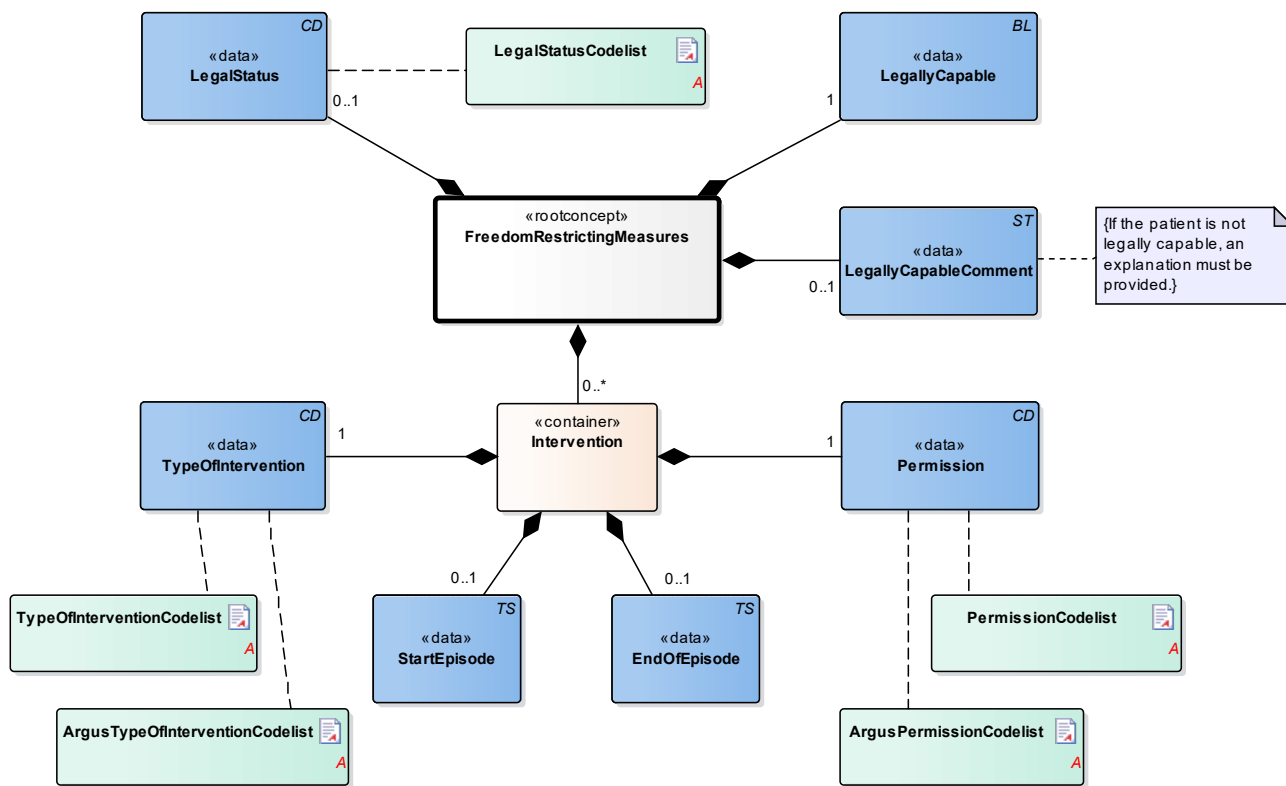 CD
«data»
LegalStatus
0..1
LegalStatusCodelist
A
BL
«data»
LegallyCapable
1
«rootconcept»
FreedomRestrictingMeasures
ST
«data»
LegallyCapableComment
0..1
{If the patient is not
legally capable, an
explanation must be
provided.}
0..*
CD
«data»
TypeOfIntervention
1
«container»
Intervention
1
CD
«data»
Permission
0..1
0..1
TypeOfInterventionCodelist
A
TS
«data»
StartEpisode
TS
«data»
EndOfEpisode
PermissionCodelist
A
ArgusTypeOfInterventionCodelist
A
ArgusPermissionCodelist
A